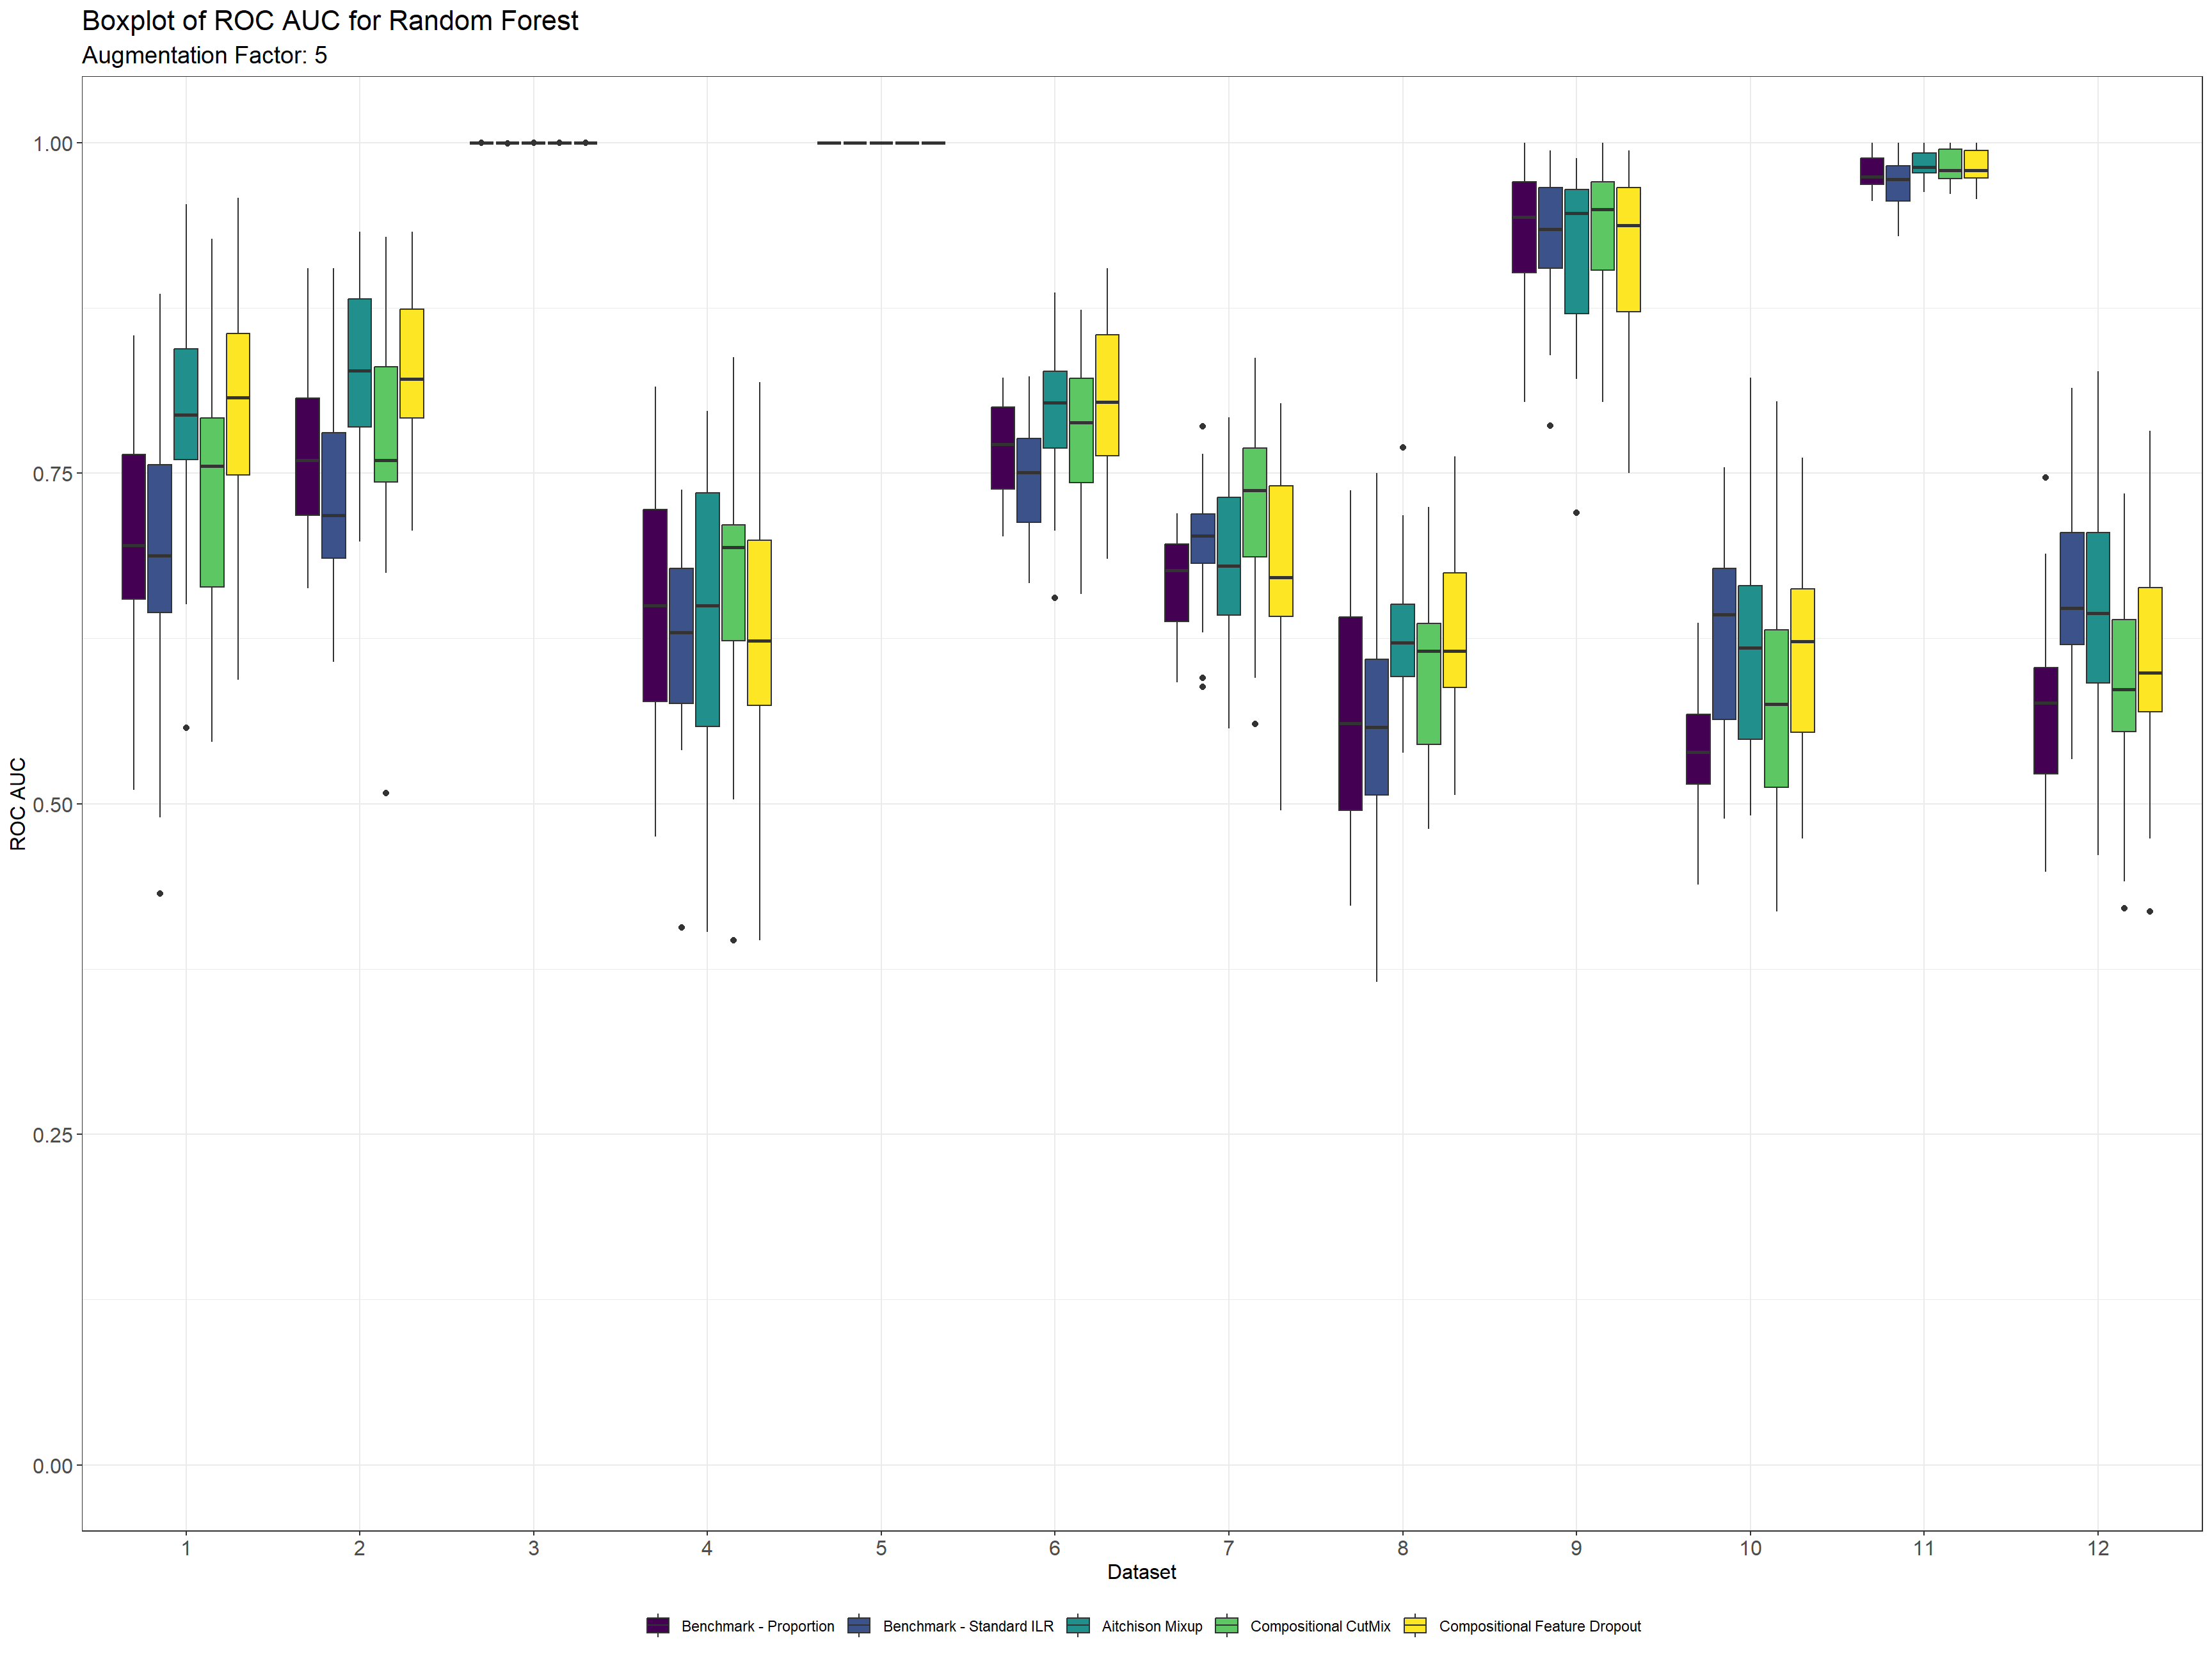 Boxplot of ROC AUC for Random Forest
Augmentation Factor: 5
ROC AUC
1.00
0.75
0.50
0.25
0.00
1 2 3 4 5 6 7 8 9 10 11 12
Dataset
Benchmark - Proportion Benchmark - Standard ILR Aitchison Mixup Compositional CutMix Compositional Feature Dropout